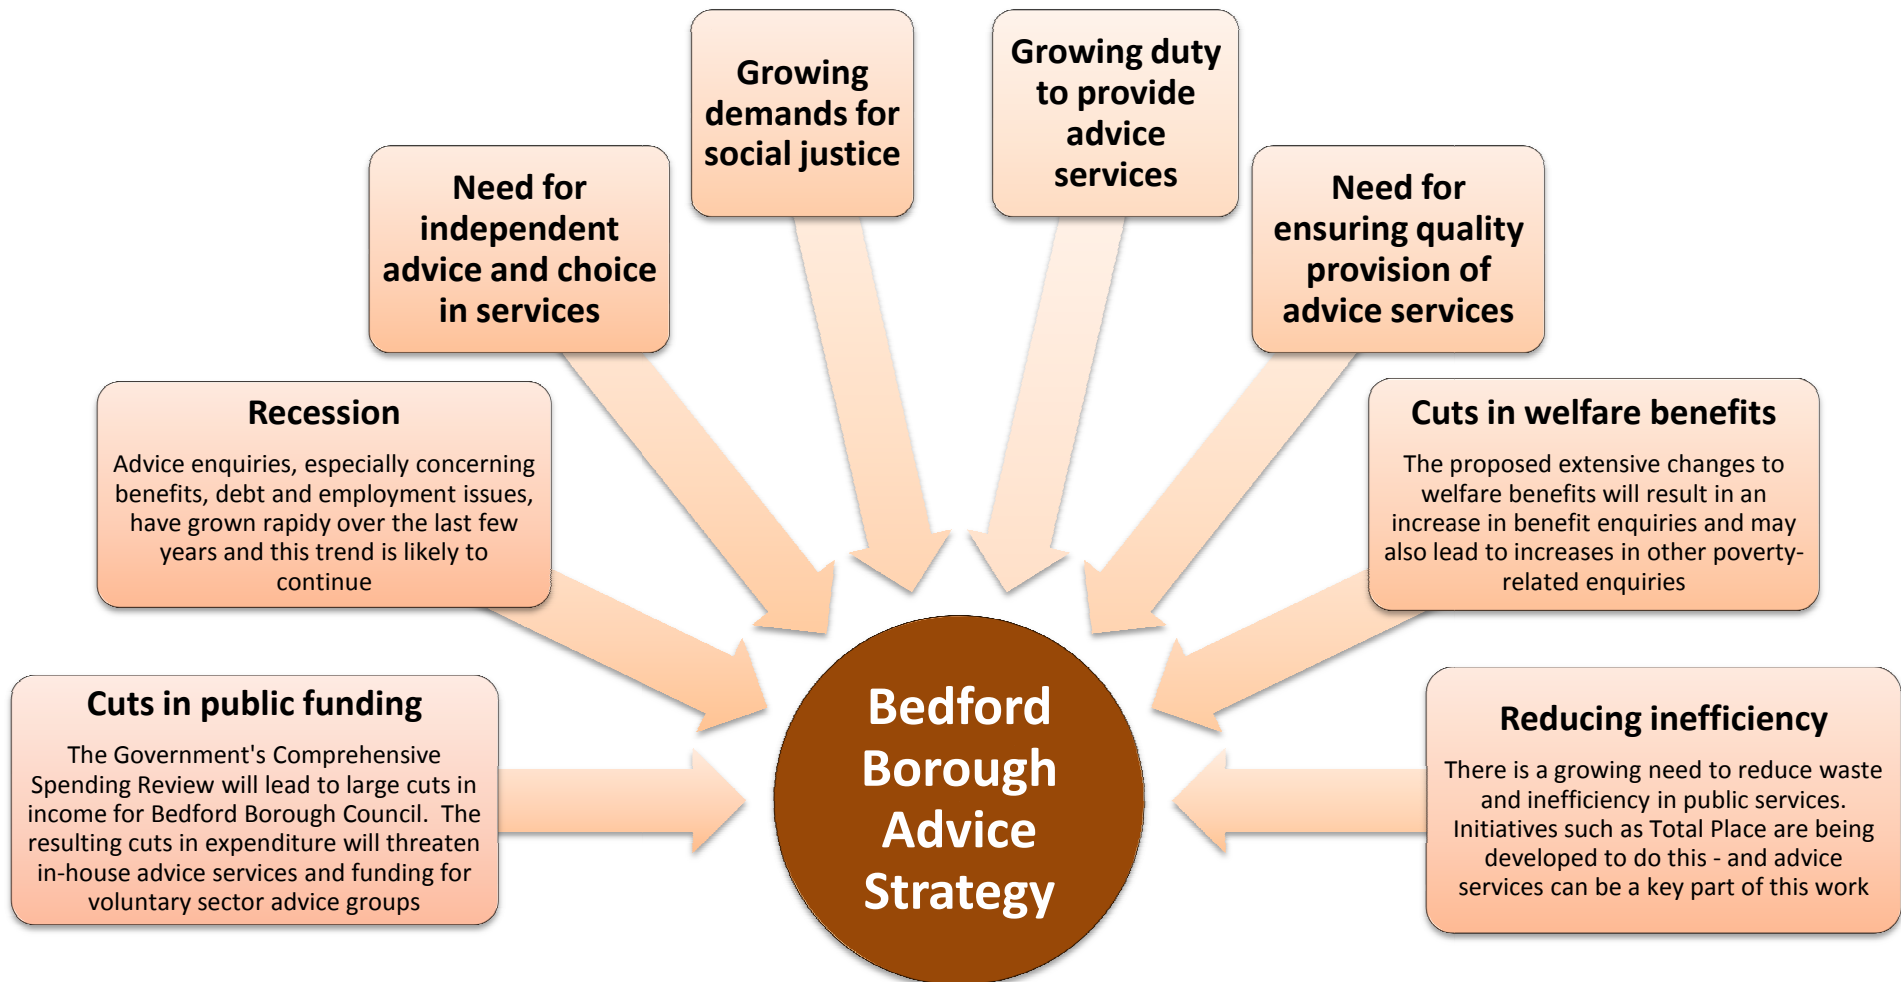 Growing
demands for
social justice
Growing duty
to provide
advice
services
Need for
independent
advice and choice
in services
Need for
ensuring quality
provision of
advice services
Recession
Advice enquiries, especially concerning
benefits, debt and employment issues,
have grown rapidy over the last few
years and this trend is likely to
continue
Cuts in welfare benefits
The proposed extensive changes to
welfare benefits will result in an
increase in benefit enquiries and may
also lead to increases in other poverty-
related enquiries
Cuts in public funding
The Government's Comprehensive
Spending Review will lead to large cuts in
income for Bedford Borough Council.  The
resulting cuts in expenditure will threaten
in-house advice services and funding for
voluntary sector advice groups
Bedford
Borough
Advice
Strategy
Reducing inefficiency
There is a growing need to reduce waste
and inefficiency in public services.
Initiatives such as Total Place are being
developed to do this - and advice
services can be a key part of this work